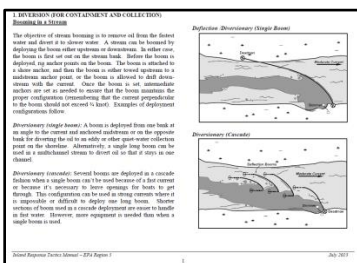 1. DIVERSION (FOR CONTAINMENT AND COLLECTION)
Booming in a Stream
The objective of stream booming is to remove oil from the fastest
water and divert it to slower water. A stream can be boomed by
deploying the boom either upstream or downstream. In either case,
the boom is first set out on the stream bank. Before the boom is
deployed, rig anchor points on the boom. The boom is attached to
a shore anchor, and then the boom is either towed upstream to a
midstream anchor point, or the boom is allowed to drift down-
stream with the current. Once the boom is set, intermediate
anchors are set as needed to ensure that the boom maintains the
proper configuration (remembering that the current perpendicular
to the boom should not exceed ¾ knot). Examples of deployment
configurations follow.
Diversionary (single boom): A boom is deployed from one bank at
an angle to the current and anchored midstream or on the opposite
bank for diverting the oil to an eddy or other quiet-water collection
point on the shoreline. Alternatively, a single long boom can be
used in a multichannel stream to divert oil so that it stays in one
channel.
Diversionary (cascade): Several booms are deployed in a cascade
fashion when a single boom can't be used because of a fast current
or because it's necessary to leave openings for boats to get
through. This configuration can be used in strong currents where it
is impossible or difficult to deploy one long boom. Shorter
sections of boom used in a cascade deployment are easier to handle
in fast water. However, more equipment is needed than when a
single boom is used.
Deflection /Diversionary (Single Boom)
Moderate Current
Diversionary (Cascade)
Moderate Current
Inland Response Tactics Manual – EPA Region 5
July 2013